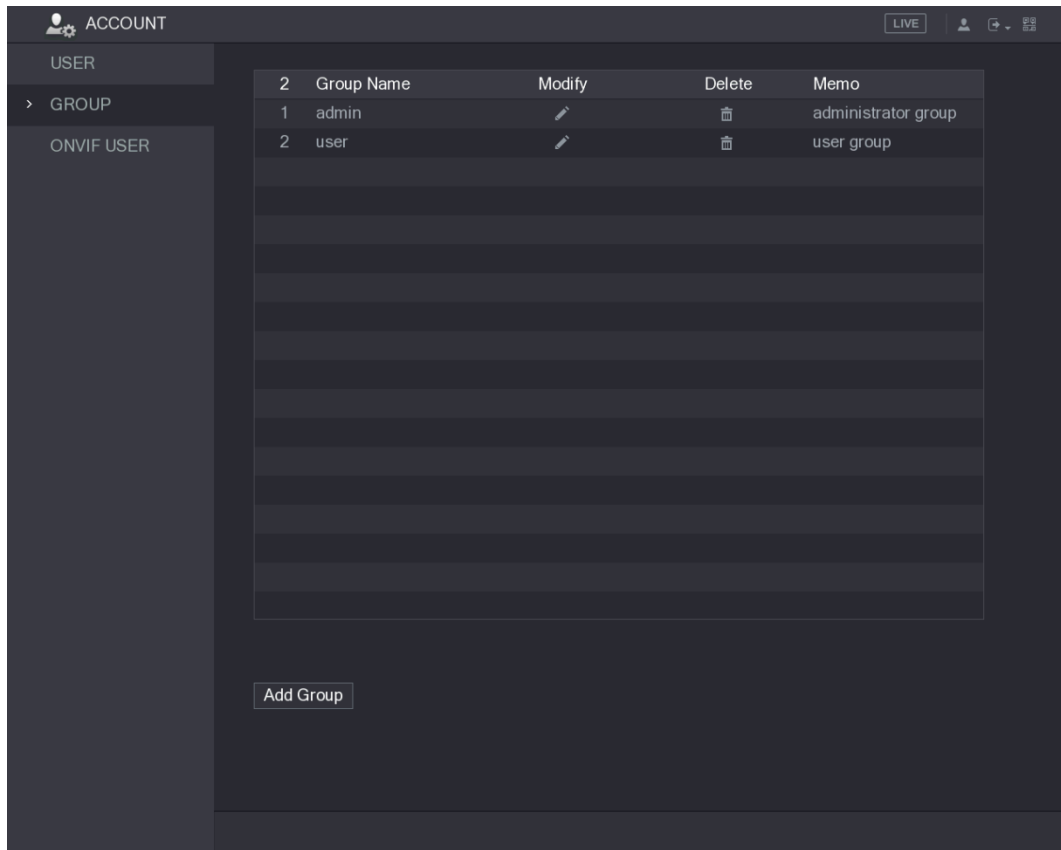 ACCOUNT LIVE
USER
GROUP
ONVIF USER
2 Group Name Modify Delete Memo
1 admin administrator group
2 user user group
Add Group